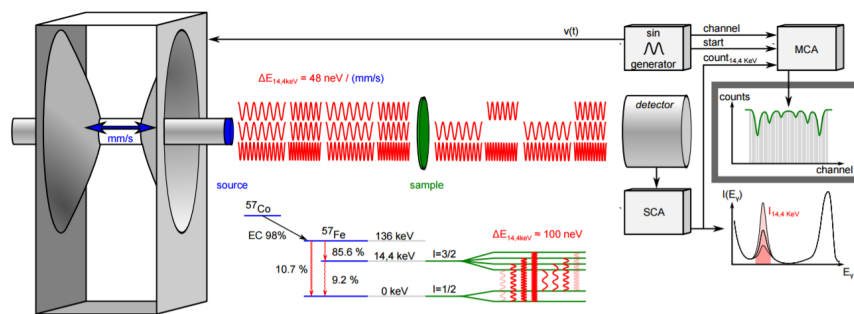 v(t)
sin
generator
channel
start
count14,4 KeV
MCA
ΔE14,4keV = 48 neV / (mm/s)
mm/s
detector
counts
channel
source
sample
SCA
I(Eγ)
I14,4 KeV
Eγ
57Co
EC 98%
57Fe
136 keV
85.6 %
14,4 keV
I=3/2
10.7 %
9.2 %
0 keV
I=1/2
ΔE14,4keV ≈ 100 neV